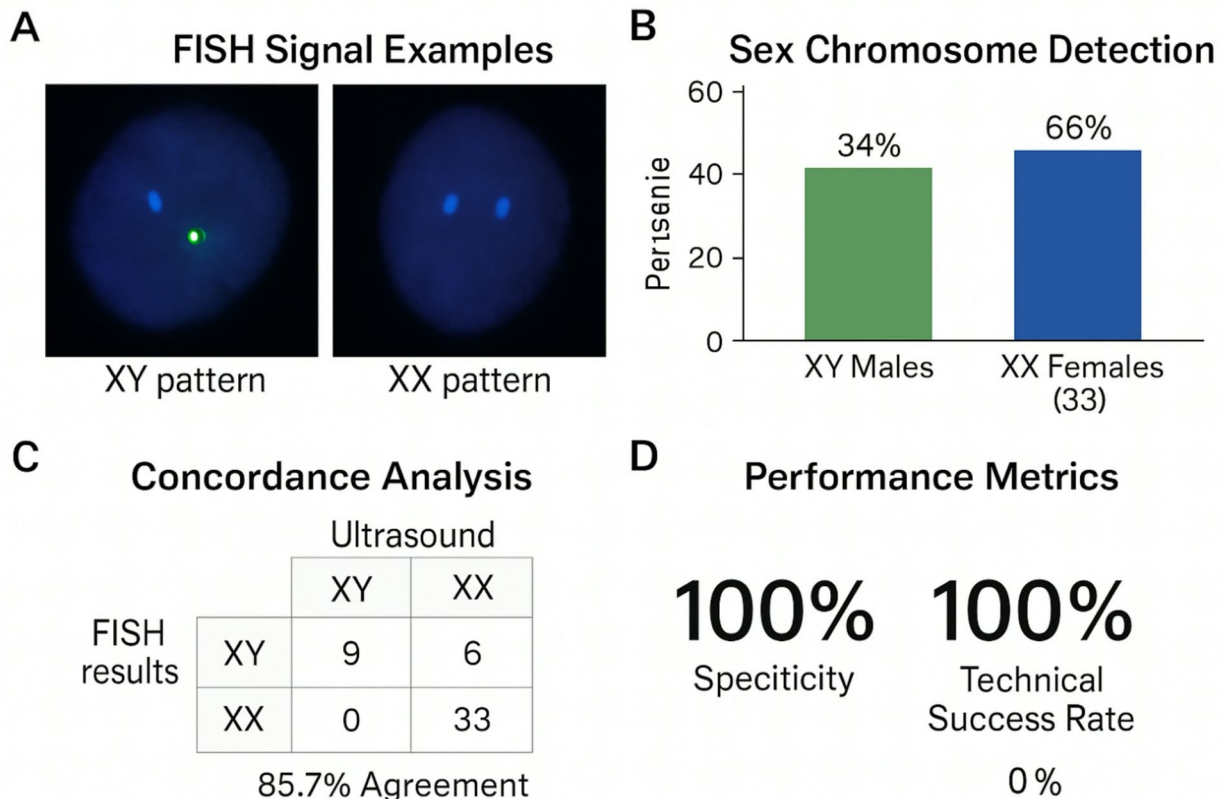 A
FISH Signal Examples
XY pattern
XX pattern
B
Sex Chromosome Detection
60
40
20
0
34%
66%
XY Males
XX Females
(33)
C
Concordance Analysis
Ultrasound
XY
XX
FISH
results
XY
9
6
XX
0
33
85.7% Agreement
D
Performance Metrics
100%
Speciticity
100%
Technical
Success Rate
0 %